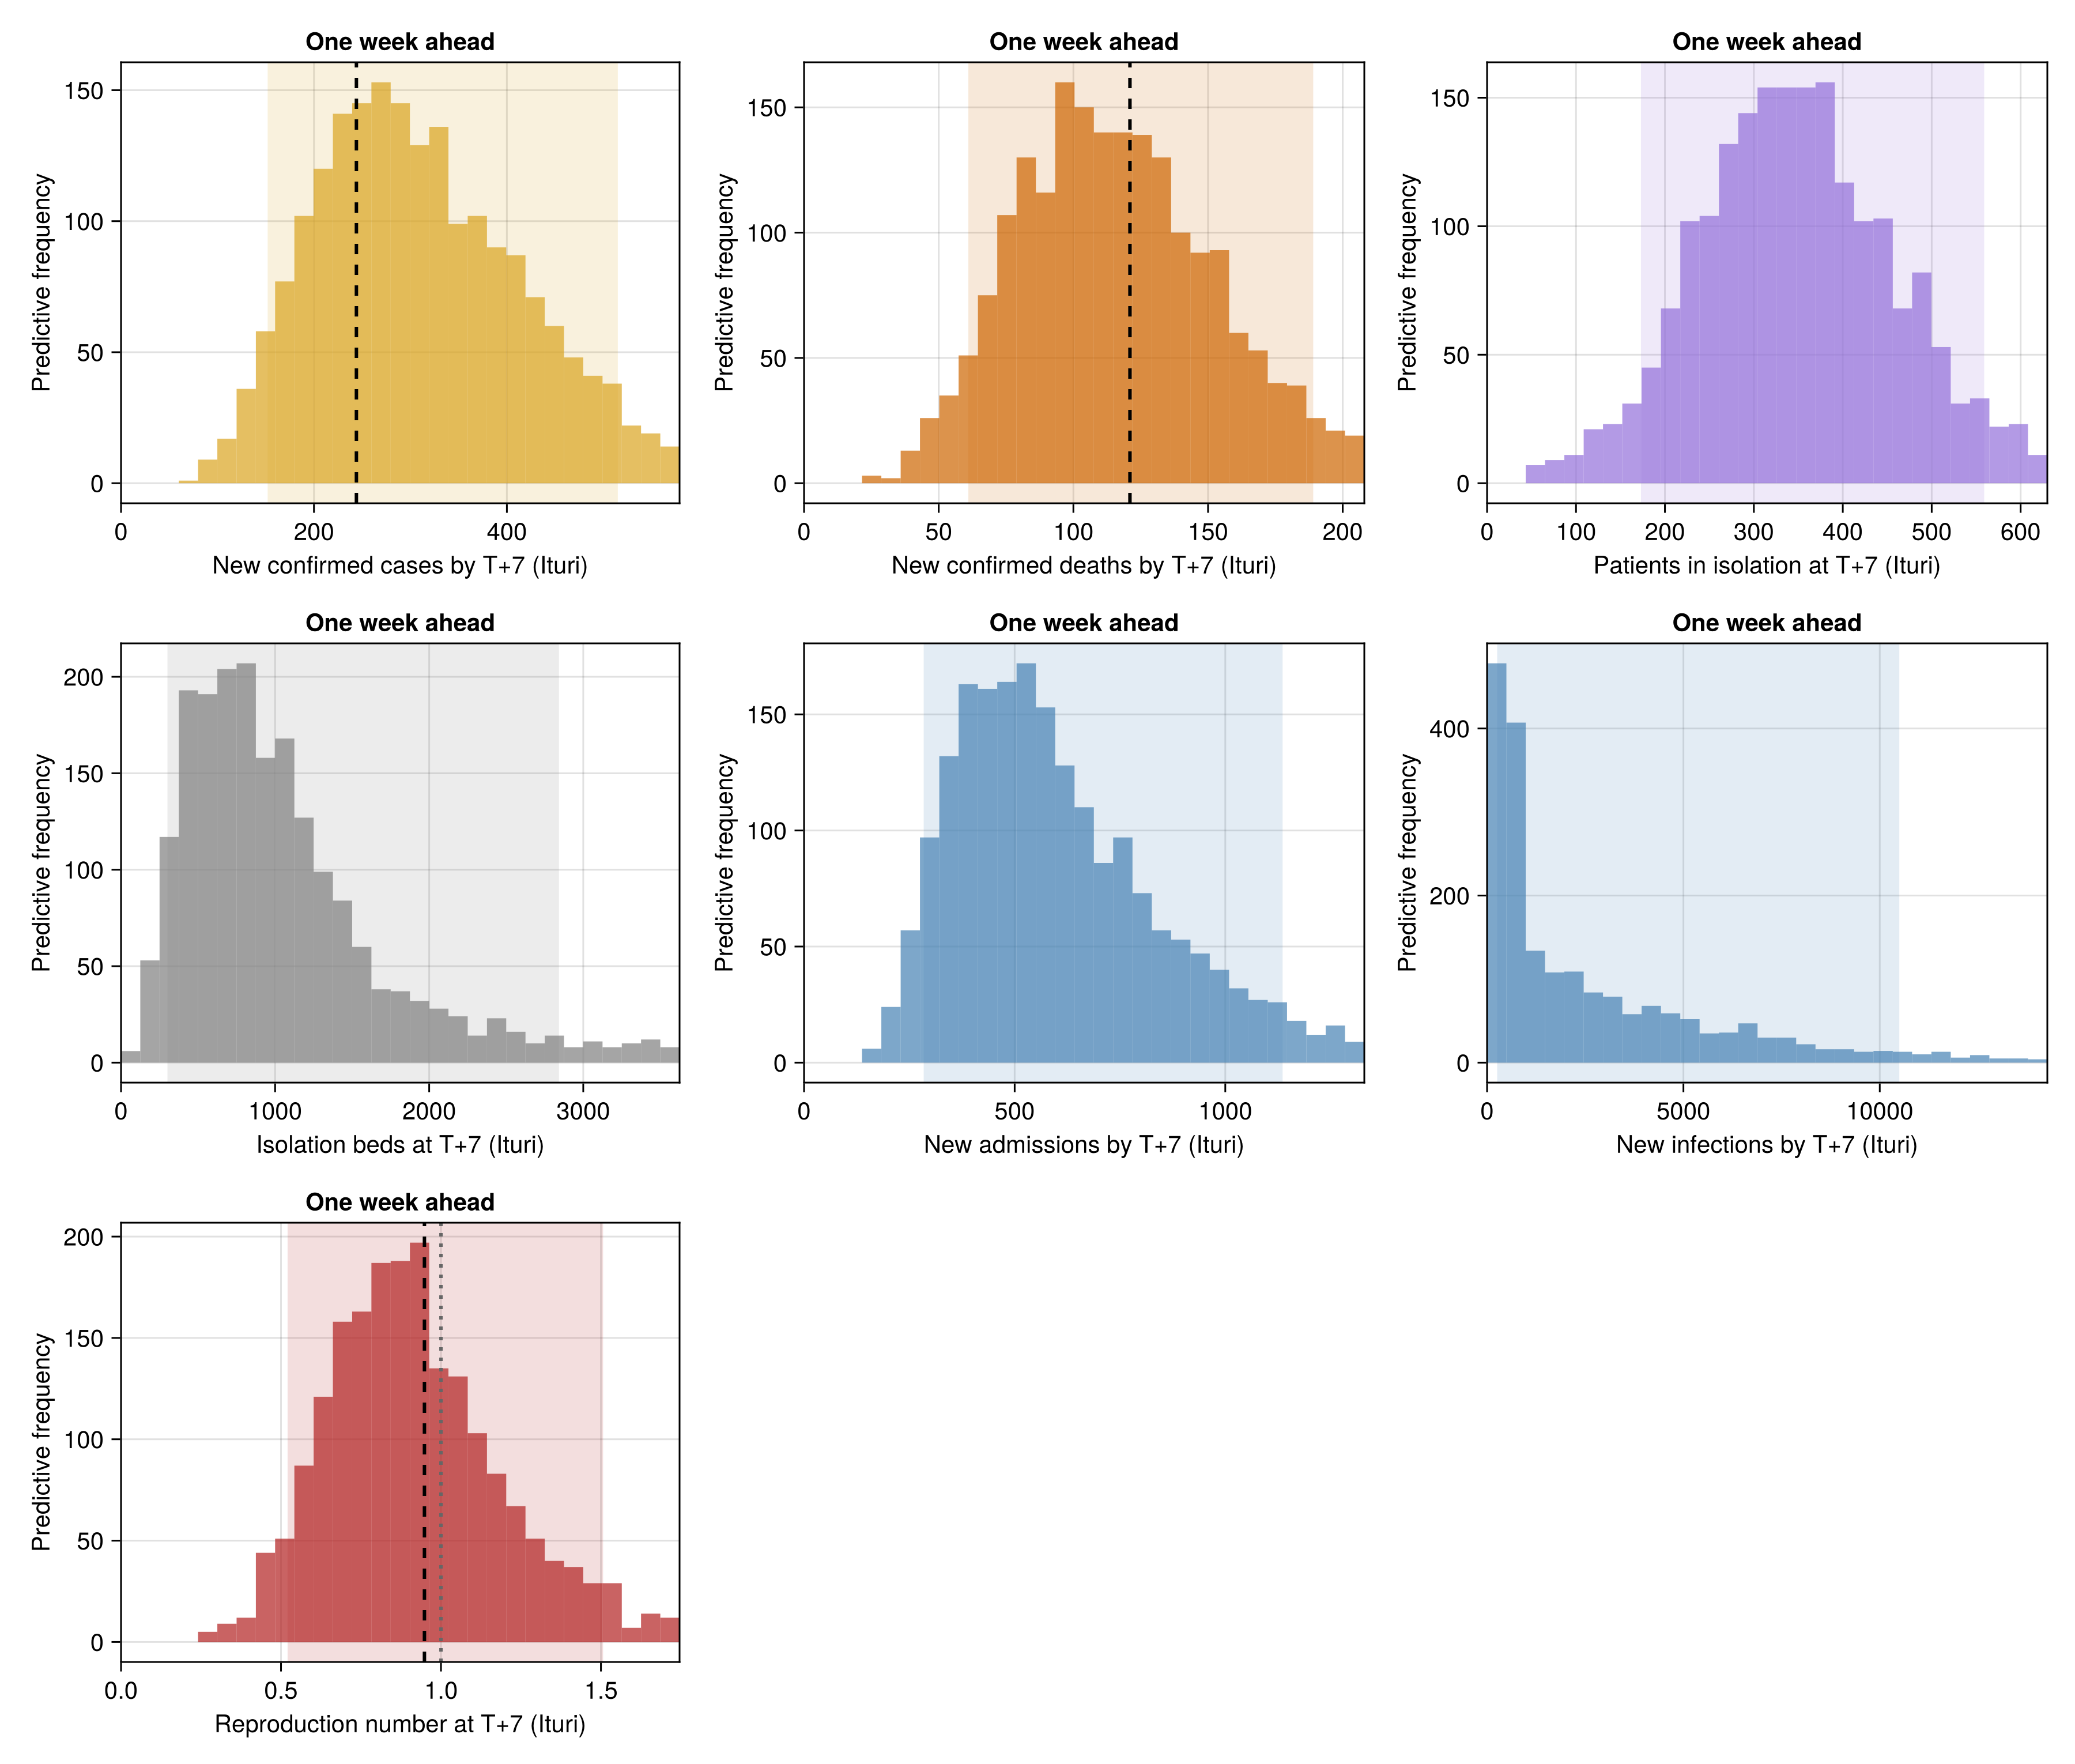 One week ahead
One week ahead
One week ahead
Predictive frequency
150
100
50
0
0
200
400
New confirmed cases by T+7 (Ituri)
Predictive frequency
150
100
50
0
0
50
100
150
200
New confirmed deaths by T+7 (Ituri)
Predictive frequency
150
100
50
0
0
100
200
300
400
500
600
Patients in isolation at T+7 (Ituri)
One week ahead
One week ahead
One week ahead
Predictive frequency
200
150
100
50
0
0
1000
2000
3000
Isolation beds at T+7 (Ituri)
Predictive frequency
150
100
50
0
0
500
1000
New admissions by T+7 (Ituri)
Predictive frequency
400
200
0
0
5000
10000
New infections by T+7 (Ituri)
One week ahead
Predictive frequency
200
150
100
50
0
0.0
0.5
1.0
1.5
Reproduction number at T+7 (Ituri)